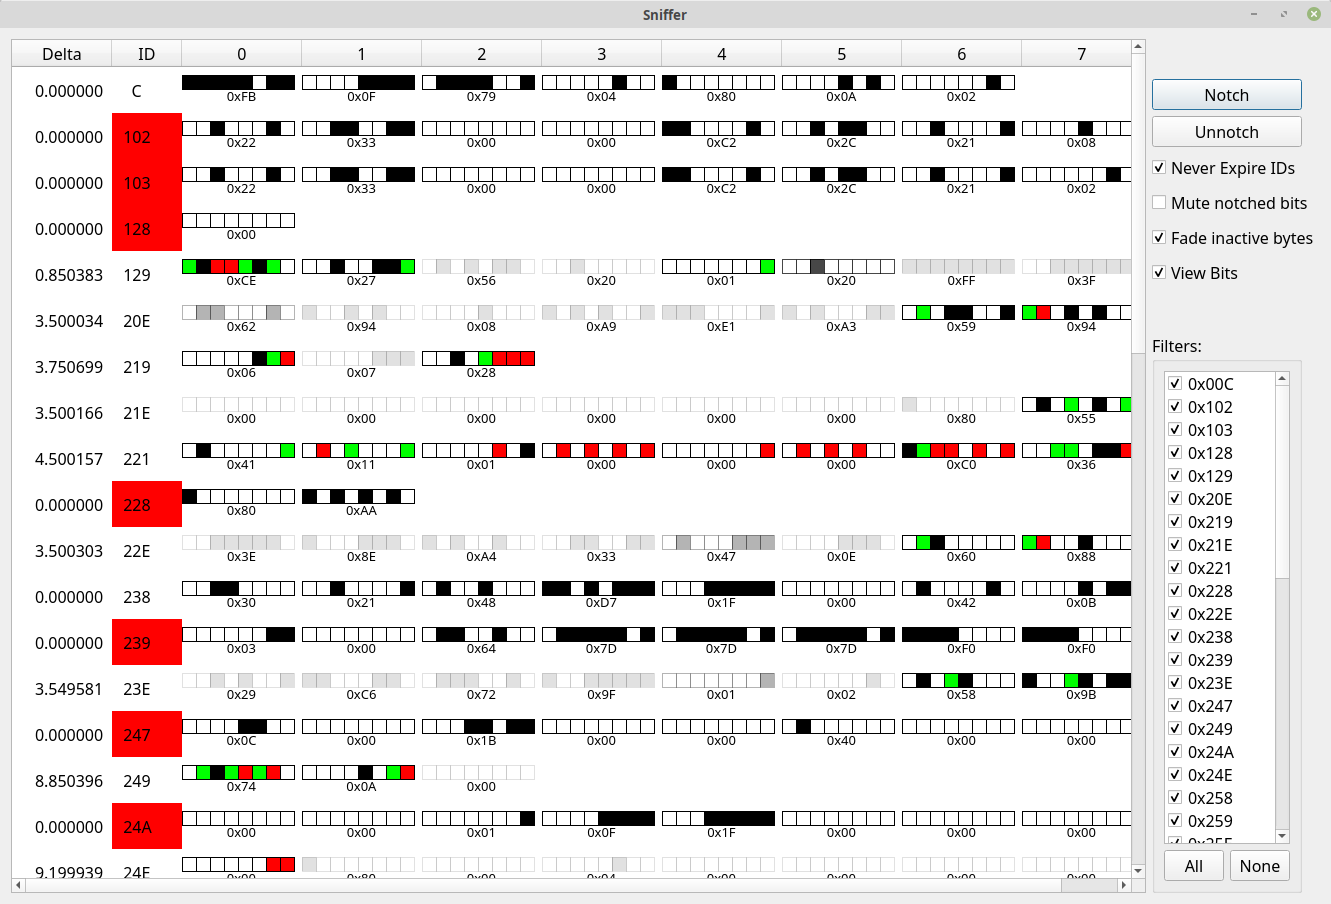 Sniffer
Delta ID 0 1 2 3 4 5 6 7
0.000000 C 0xFB 0x0F 0x79 0x04 0x80 0x0A 0x02
0.000000 102 0x22 0x33 0x00 0x00 0xC2 0x2C 0x21 0x08
0.000000 103 0x22 0x33 0x00 0x00 0xC2 0x2C 0x21 0x02
0.000000 128 0x00
0.850383 129 0xCE 0x27 0x56 0x20 0x01 0x20 0xFF 0x3F
3.500034 20E 0x62 0x94 0x08 0xA9 0xE1 0xA3 0x59 0x94
3.750699 219 0x06 0x07 0x28
3.500166 21E 0x00 0x00 0x00 0x00 0x00 0x00 0x80 0x55
4.500157 221 0x41 0x11 0x01 0x00 0x00 0x00 0xC0 0x36
0.000000 228 0x80 0xAA
3.500303 22E 0x3E 0x8E 0xA4 0x33 0x47 0x0E 0x60 0x88
0.000000 238 0x30 0x21 0x48 0xD7 0x1F 0x00 0x42 0x0B
0.000000 239 0x03 0x00 0x64 0x7D 0x7D 0x7D 0xF0 0xF0
3.549581 23E 0x29 0xC6 0x72 0x9F 0x01 0x02 0x58 0x9B
0.000000 247 0x0C 0x00 0x1B 0x00 0x00 0x40 0x00 0x00
8.850396 249 0x74 0x0A 0x00
0.000000 24A 0x00 0x00 0x01 0x0F 0x1F 0x00 0x00 0x00
9.199939 24E 0x00 0x80 0x00 0x04 0x00 0x00 0x00 0x00
Notch
Unnotch
Never Expire IDs
Mute notched bits
Fade inactive bytes
View Bits
Filters:
0x00C
0x102
0x103
0x128
0x129
0x20E
0x219
0x21E
0x221
0x228
0x22E
0x238
0x239
0x23E
0x247
0x249
0x24A
0x24E
0x258
0x259
All None